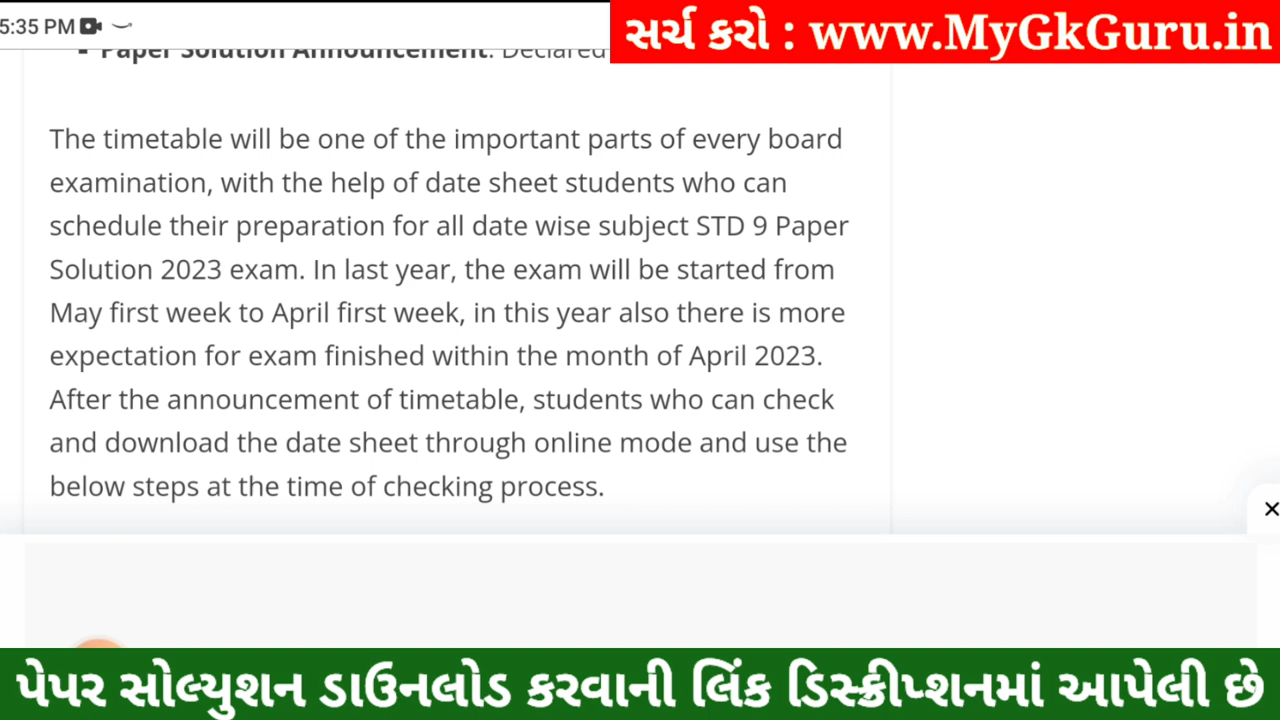 5:35 PM
સર્ચ કરો : www.MyGkGuru.in
Paper Solution Announcement: Declared
The timetable will be one of the important parts of every board
examination, with the help of date sheet students who can
schedule their preparation for all date wise subject STD 9 Paper
Solution 2023 exam. In last year, the exam will be started from
May first week to April first week, in this year also there is more
expectation for exam finished within the month of April 2023.
After the announcement of timetable, students who can check
and download the date sheet through online mode and use the
below steps at the time of checking process.
પેપર સોલ્યુશન ડાઉનલોડ કરવાની લિંક ડિસ્ક્રીપ્શનમાં આપેલી છે